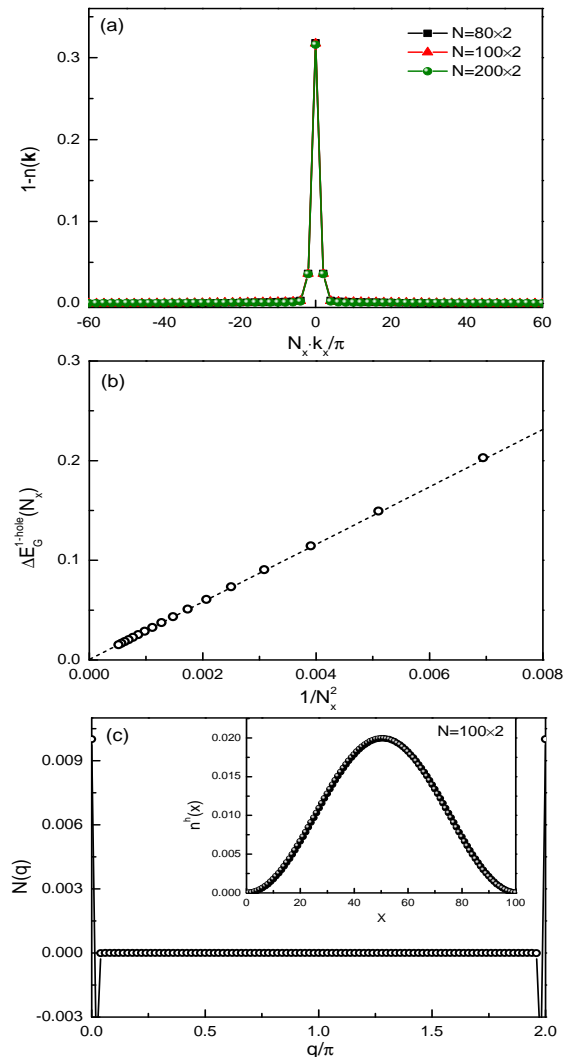 (a)
N=80×2
N=100×2
N=200×2
1-n(k)
0.3
0.2
0.1
0.0
-60 -40 -20 0 20 40 60
N_x·k_x/π
(b)
ΔE_G^{1-hole}(N_x)
0.3
0.2
0.1
0.0
0.000 0.002 0.004 0.006 0.008
1/N_x^2
(c)
N(q)
0.009
0.006
0.003
0.000
-0.003
0.0 0.5 1.0 1.5 2.0
q/π
N=100×2
n^h(x)
0.020
0.015
0.010
0.005
0.000
0 20 40 60 80 100
X